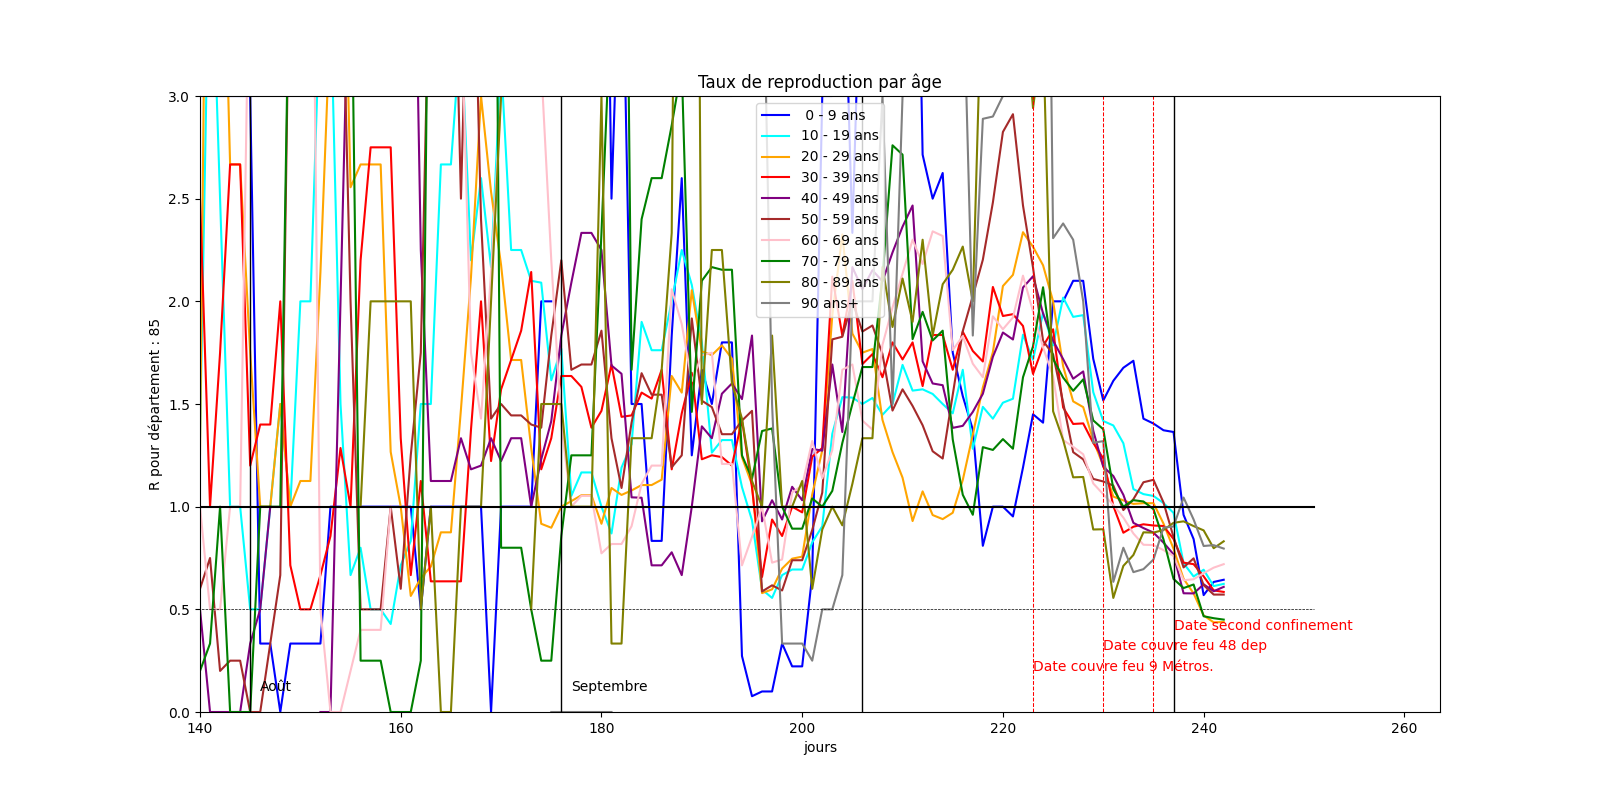 Taux de reproduction par âge
R pour département : 85
3.0
2.5
2.0
1.5
1.0
0.5
0.0
0 - 9 ans
10 - 19 ans
20 - 29 ans
30 - 39 ans
40 - 49 ans
50 - 59 ans
60 - 69 ans
70 - 79 ans
80 - 89 ans
90 ans+
Date second confinement
Date couvre feu 48 dep
Date couvre feu 9 Métros.
Août
Septembre
140
160
180
200
220
240
260
jours